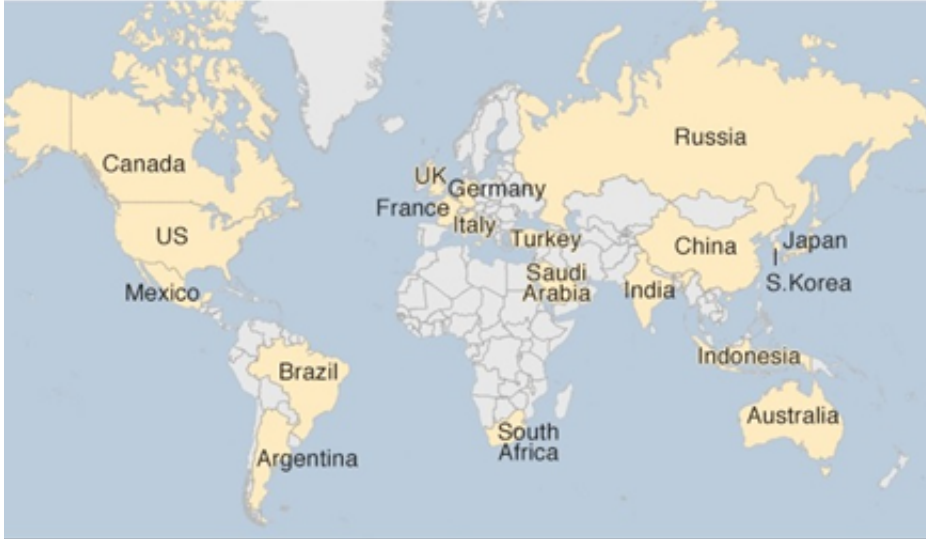 Russia
Canada
UK
Germany
France
Italy
US
Turkey
China
Japan
Saudi
Arabia
S.Korea
India
Mexico
Indonesia
Brazil
Australia
South
Africa
Argentina